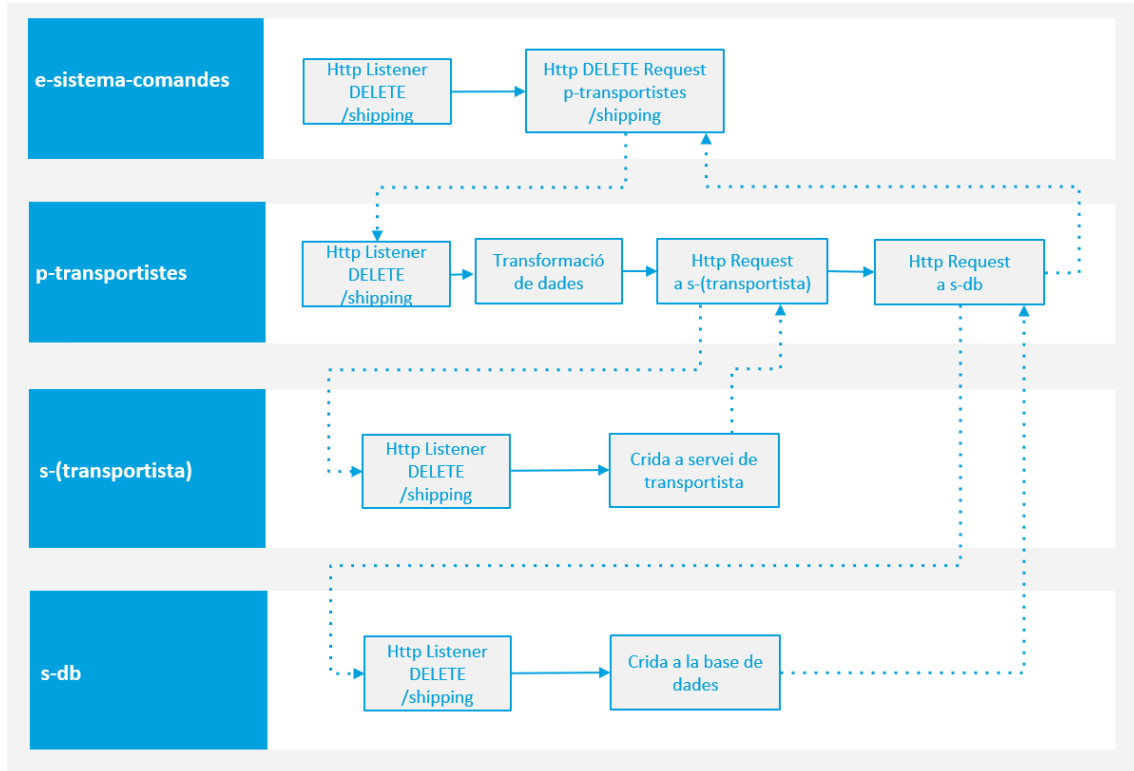 e-sistema-comandes
Http Listener
DELETE
/shipping
Http DELETE Request
p-transportistes
/shipping
p-transportistes
Http Listener
DELETE
/shipping
Transformació
de dades
Http Request
a s-(transportista)
Http Request
a s-db
s-(transportista)
Http Listener
DELETE
/shipping
Crida a servei de
transportista
s-db
Http Listener
DELETE
/shipping
Crida a la base de
dades